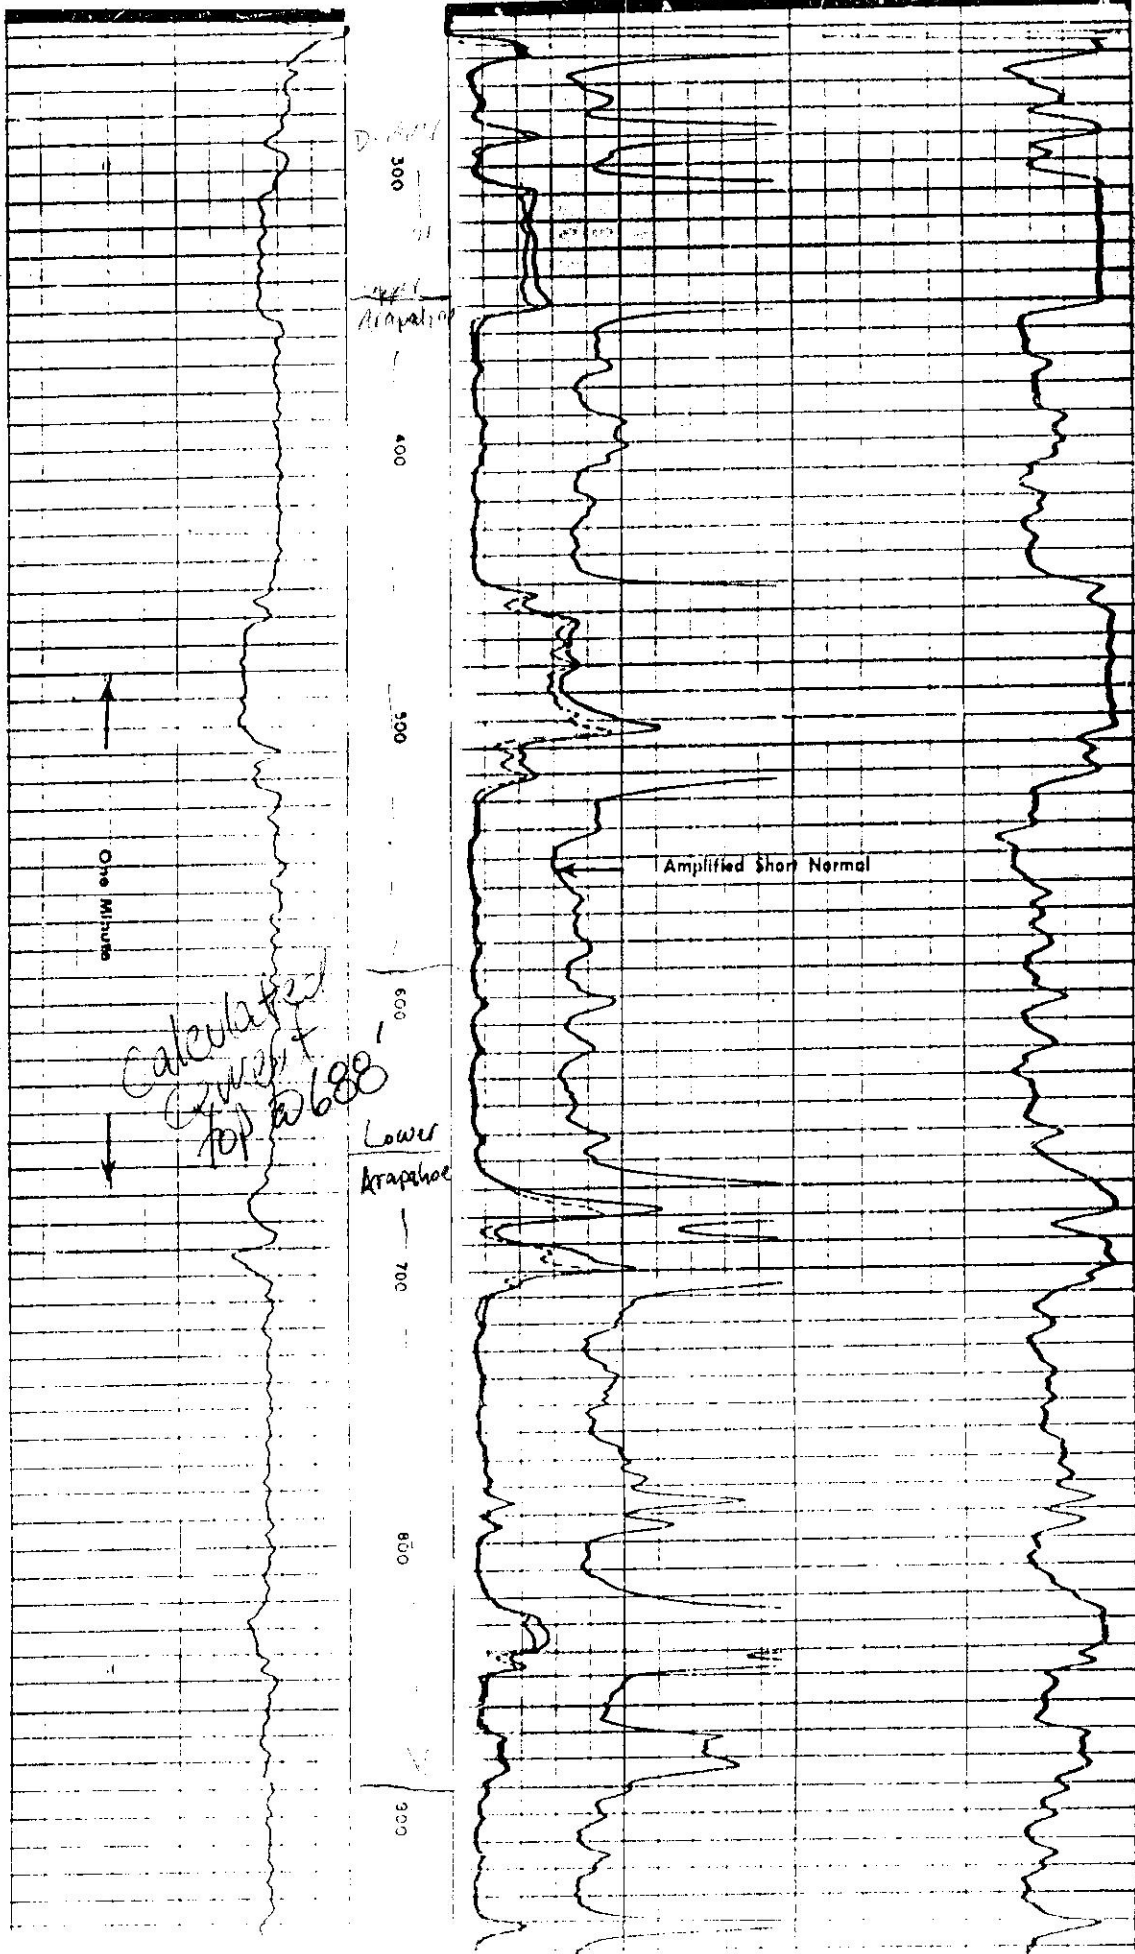 300
Arapahoe
400
500
Amplified Short Normal
One Minute
600
Calculated
Cement
top @ 688'
Lower
Arapahoe
700
800
900